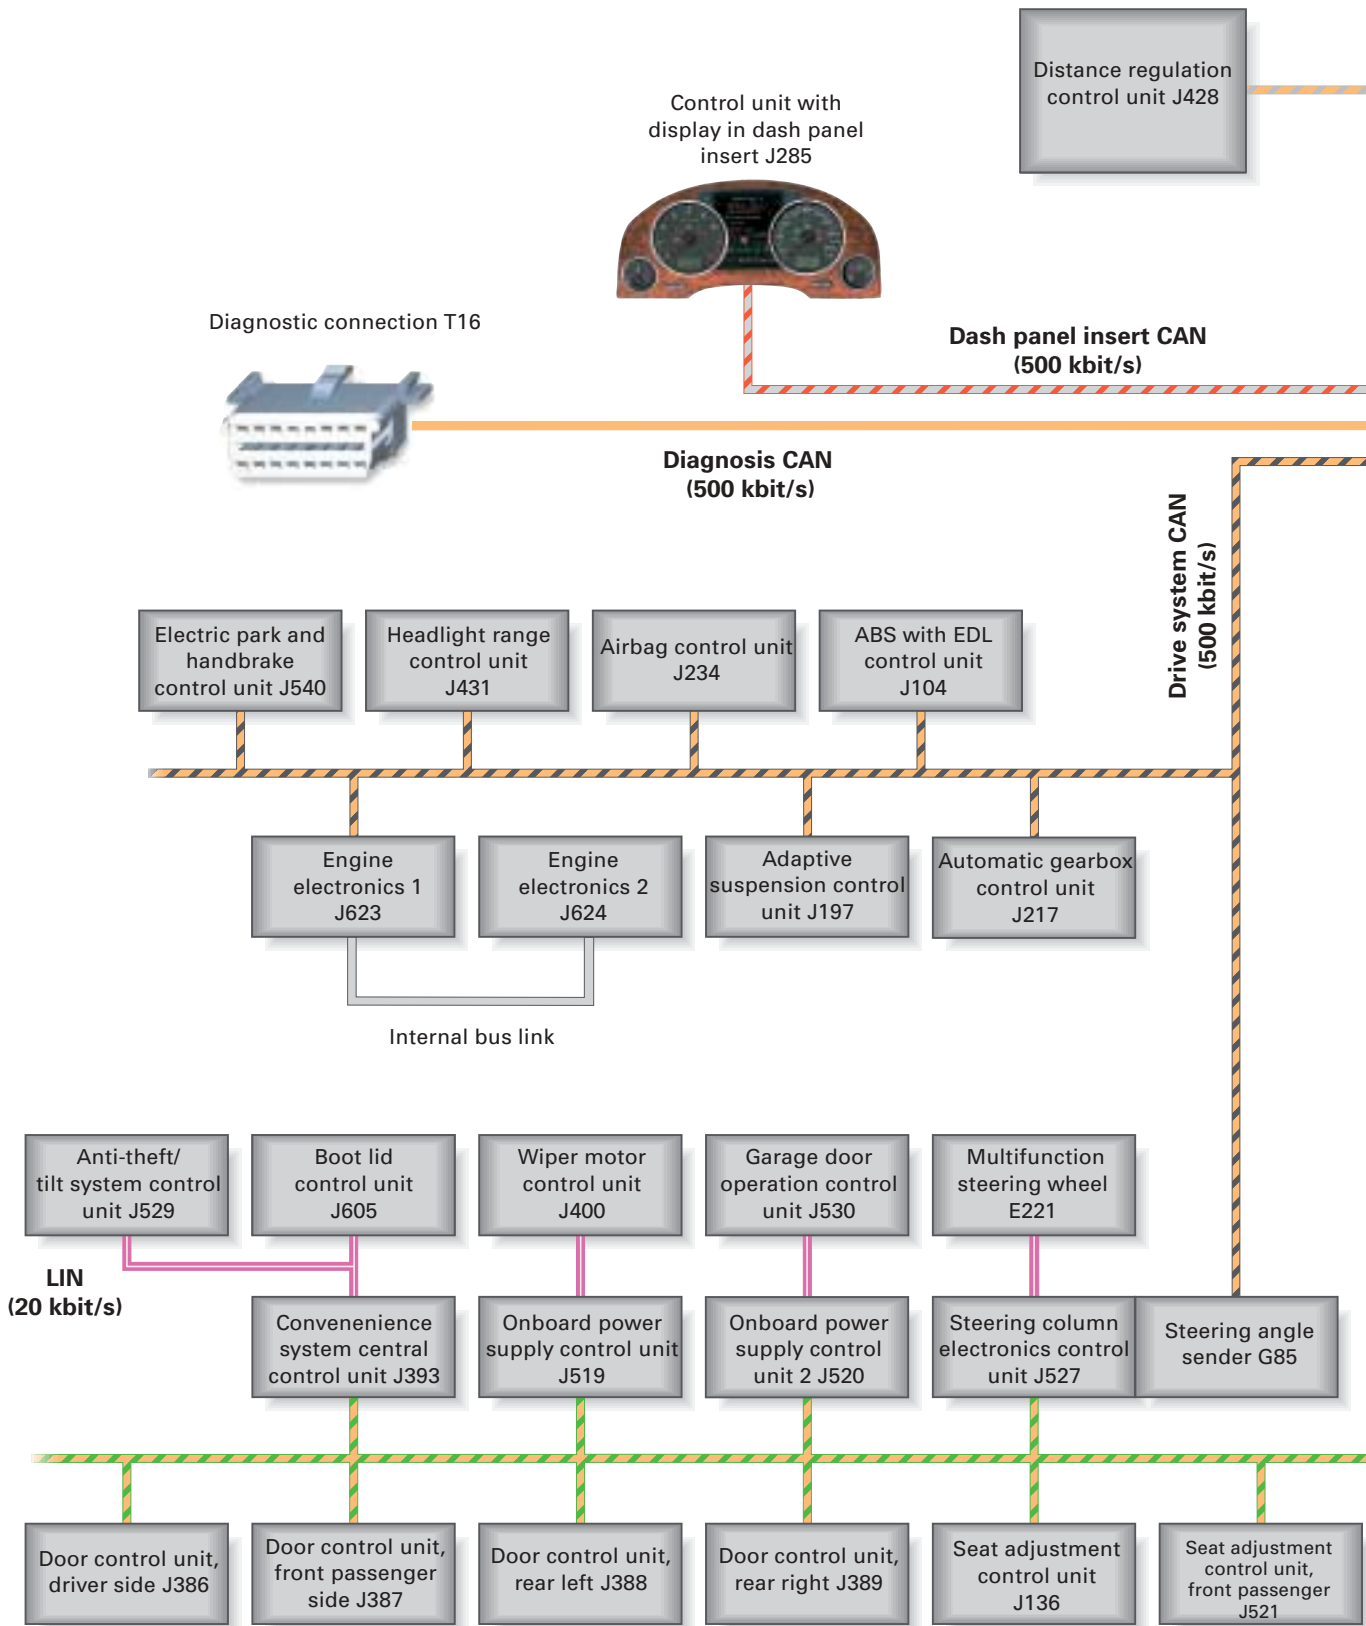 Distance regulation
control unit J428
Control unit with
display in dash panel
insert J285
Diagnostic connection T16
Dash panel insert CAN
(500 kbit/s)
Diagnosis CAN
(500 kbit/s)
Drive system CAN
(500 kbit/s)
Electric park and
handbrake
control unit J540
Headlight range
control unit
J431
Airbag control unit
J234
ABS with EDL
control unit
J104
Engine
electronics 1
J623
Engine
electronics 2
J624
Adaptive
suspension control
unit J197
Automatic gearbox
control unit
J217
Internal bus link
Anti-theft/
tilt system control
unit J529
Boot lid
control unit
J605
Wiper motor
control unit
J400
Garage door
operation control
unit J530
Multifunction
steering wheel
E221
LIN
(20 kbit/s)
Convenenience
system central
control unit J393
Onboard power
supply control unit
J519
Onboard power
supply control
unit 2 J520
Steering column
electronics control
unit J527
Steering angle
sender G85
Door control unit,
driver side J386
Door control unit,
front passenger
side J387
Door control unit,
rear left J388
Door control unit,
rear right J389
Seat adjustment
control unit
J136
Seat adjustment
control unit,
front passenger
J521